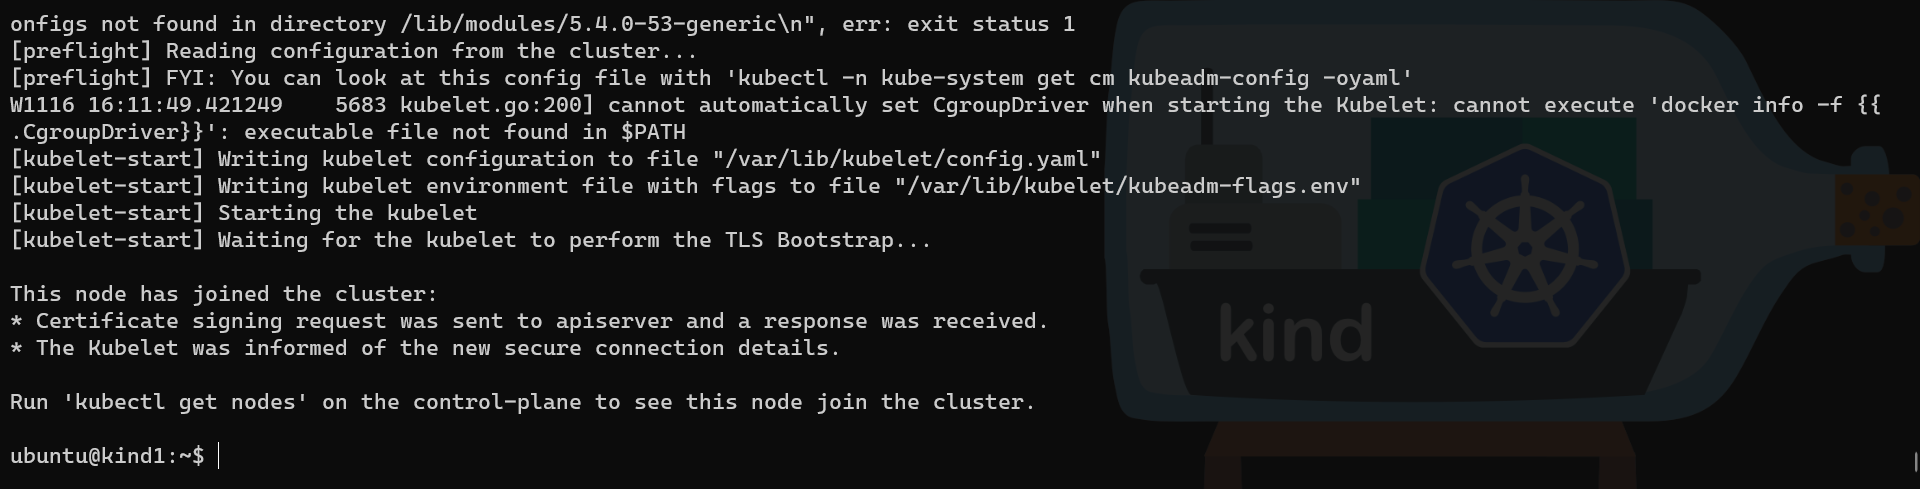 onfigs not found in directory /lib/modules/5.4.0-53-generic\n", err: exit status 1
[preflight] Reading configuration from the cluster...
[preflight] FYI: You can look at this config file with 'kubectl -n kube-system get cm kubeadm-config -oyaml'
W1116 16:11:49.421249    5683 kubelet.go:200] cannot automatically set CgroupDriver when starting the Kubelet: cannot execute 'docker info -f {{
.CgroupDriver}}': executable file not found in $PATH
[kubelet-start] Writing kubelet configuration to file "/var/lib/kubelet/config.yaml"
[kubelet-start] Writing kubelet environment file with flags to file "/var/lib/kubelet/kubeadm-flags.env"
[kubelet-start] Starting the kubelet
[kubelet-start] Waiting for the kubelet to perform the TLS Bootstrap...
This node has joined the cluster:
* Certificate signing request was sent to apiserver and a response was received.
* The Kubelet was informed of the new secure connection details.
kind
Run 'kubectl get nodes' on the control-plane to see this node join the cluster.
ubuntu@kind1:~$